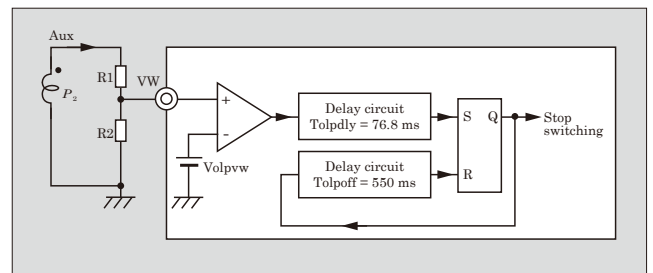 Aux
R1
VW
P₂
R2
+
-
Volpvw
Delay circuit
Tolpdly = 76.8 ms
Delay circuit
Tolpoff = 550 ms
S Q
R
Stop
switching